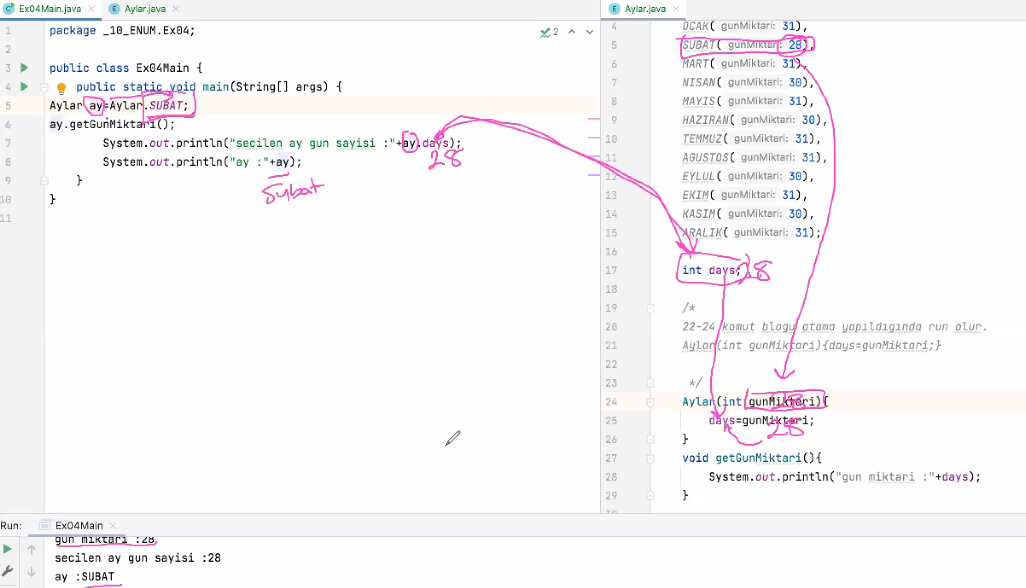 Ex04Main.java
Aylar.java
1 package _10_ENUM.Ex04;
2
3 public class Ex04Main {
4 public static void main(String[] args) {
5 Aylar ay=Aylar.SUBAT;
6 ay.getGunMiktari();
7 System.out.println("secilen ay gun sayisi :"+ay.days);
28
8 System.out.println("ay :"+ay);
Subat
9 }
10 }
11
2
Aylar.java
4 OCAK( gunMiktari: 31),
5 SUBAT( gunMiktari: 28),
6 MART( gunMiktari: 31),
7 NISAN( gunMiktari: 30),
8 MAYIS( gunMiktari: 31),
9 HAZIRAN( gunMiktari: 30),
10 TEMMUZ( gunMiktari: 31),
11 AGUSTOS( gunMiktari: 31),
12 EYLUL( gunMiktari: 30),
13 EKIM( gunMiktari: 31),
14 KASIM( gunMiktari: 30),
15 ARALIK( gunMiktari: 31);
16
17 int days; 28
18
19 /*
20 22-24 komut blogu atama yapıldıgında run olur.
21 Aylar(int gunMiktari){days=gunMiktari;}
22
23 */
24 Aylar(int gunMiktari){
28
25 days=gunMiktari;
28
26 }
27 void getGunMiktari(){
28 System.out.println("gun miktari :"+days);
29 }
30
Run: Ex04Main
gun miktari :28
secilen ay gun sayisi :28
ay :SUBAT